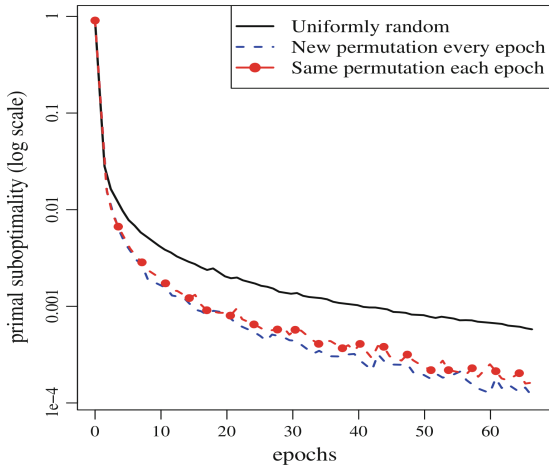 Uniformly random
New permutation every epoch
Same permutation each epoch
primal suboptimality (log scale)
1
0.1
0.01
0.001
1e−4
0 10 20 30 40 50 60
epochs